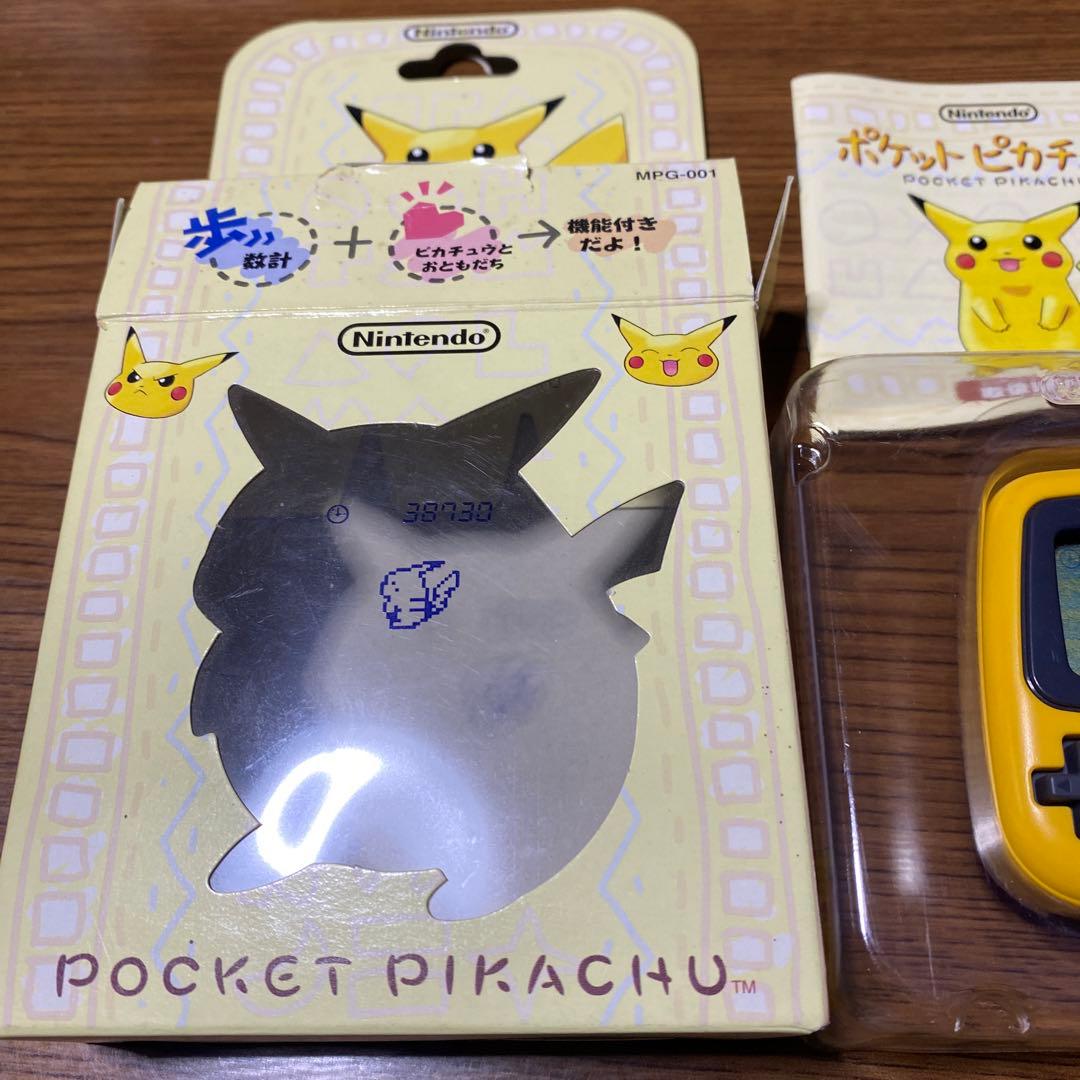 Nintendo
MPG-001
歩
数計
+
ピカチュウと
おともだち
→
機能付き
だよ！
Nintendo®
38730
POCKET PIKACHU™
Nintendo
ポケットピカチ
POCKET PIKACHU